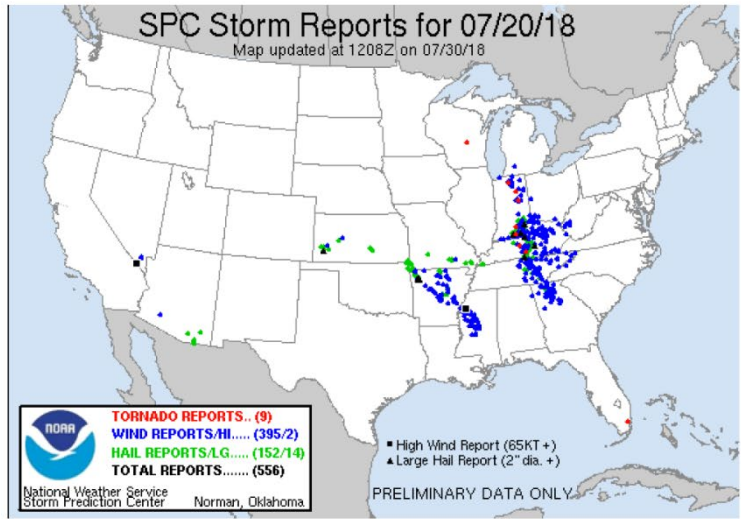 SPC Storm Reports for 07/20/18
Map updated at 1208Z on 07/30/18
NOAA
TORNADO REPORTS.. (9)
WIND REPORTS/HI..... (395/2)
HAIL REPORTS/LG..... (152/14)
TOTAL REPORTS....... (556)
National Weather Service
Storm Prediction Center Norman, Oklahoma
High Wind Report (65KT +)
Large Hail Report (2" dia. +)
PRELIMINARY DATA ONLY